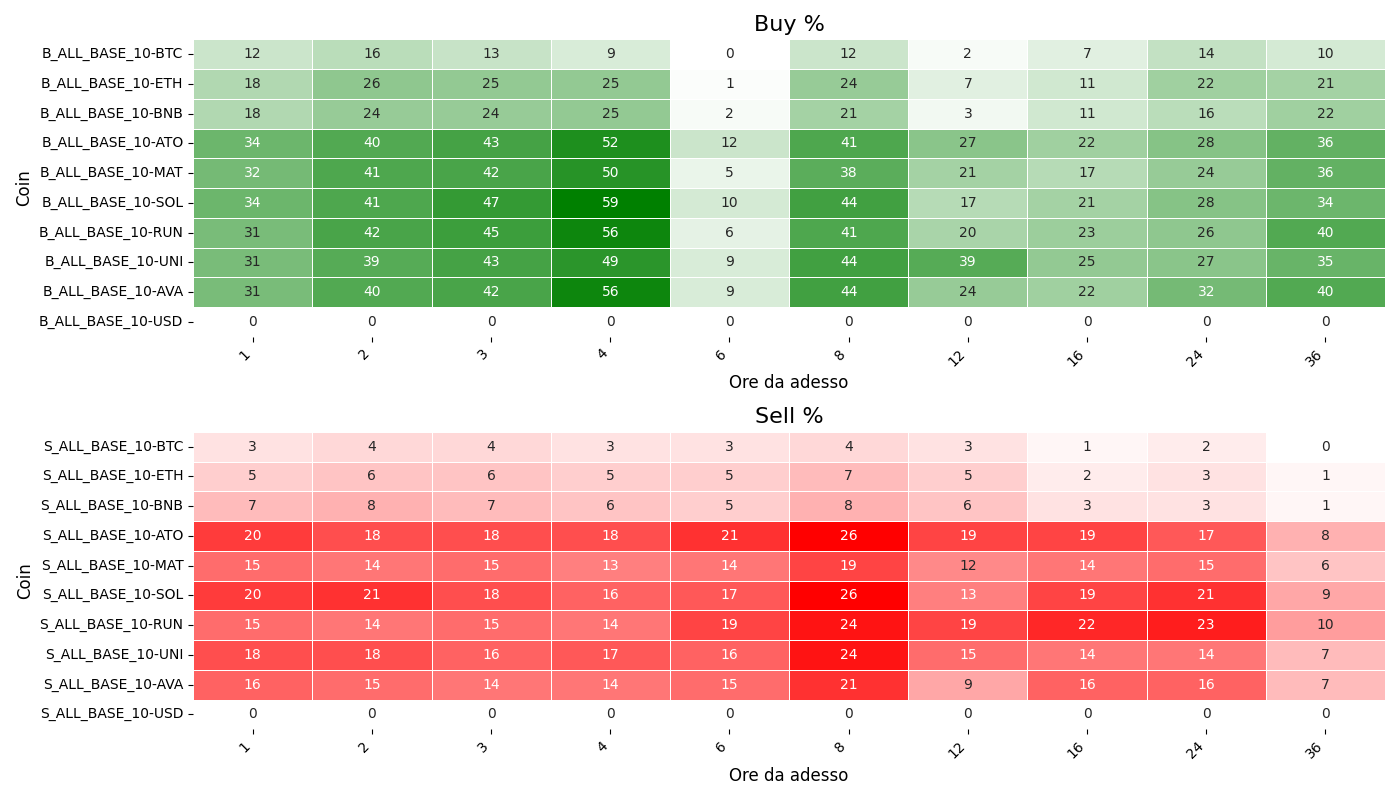 Buy %
Coin
B_ALL_BASE_10-BTC 12 16 13 9 0 12 2 7 14 10
B_ALL_BASE_10-ETH 18 26 25 25 1 24 7 11 22 21
B_ALL_BASE_10-BNB 18 24 24 25 2 21 3 11 16 22
B_ALL_BASE_10-ATO 34 40 43 52 12 41 27 22 28 36
B_ALL_BASE_10-MAT 32 41 42 50 5 38 21 17 24 36
B_ALL_BASE_10-SOL 34 41 47 59 10 44 17 21 28 34
B_ALL_BASE_10-RUN 31 42 45 56 6 41 20 23 26 40
B_ALL_BASE_10-UNI 31 39 43 49 9 44 39 25 27 35
B_ALL_BASE_10-AVA 31 40 42 56 9 44 24 22 32 40
B_ALL_BASE_10-USD 0 0 0 0 0 0 0 0 0 0
1 2 3 4 6 8 12 16 24 36
Ore da adesso
Sell %
Coin
S_ALL_BASE_10-BTC 3 4 4 3 3 4 3 1 2 0
S_ALL_BASE_10-ETH 5 6 6 5 5 7 5 2 3 1
S_ALL_BASE_10-BNB 7 8 7 6 5 8 6 3 3 1
S_ALL_BASE_10-ATO 20 18 18 18 21 26 19 19 17 8
S_ALL_BASE_10-MAT 15 14 15 13 14 19 12 14 15 6
S_ALL_BASE_10-SOL 20 21 18 16 17 26 13 19 21 9
S_ALL_BASE_10-RUN 15 14 15 14 19 24 19 22 23 10
S_ALL_BASE_10-UNI 18 18 16 17 16 24 15 14 14 7
S_ALL_BASE_10-AVA 16 15 14 14 15 21 9 16 16 7
S_ALL_BASE_10-USD 0 0 0 0 0 0 0 0 0 0
1 2 3 4 6 8 12 16 24 36
Ore da adesso